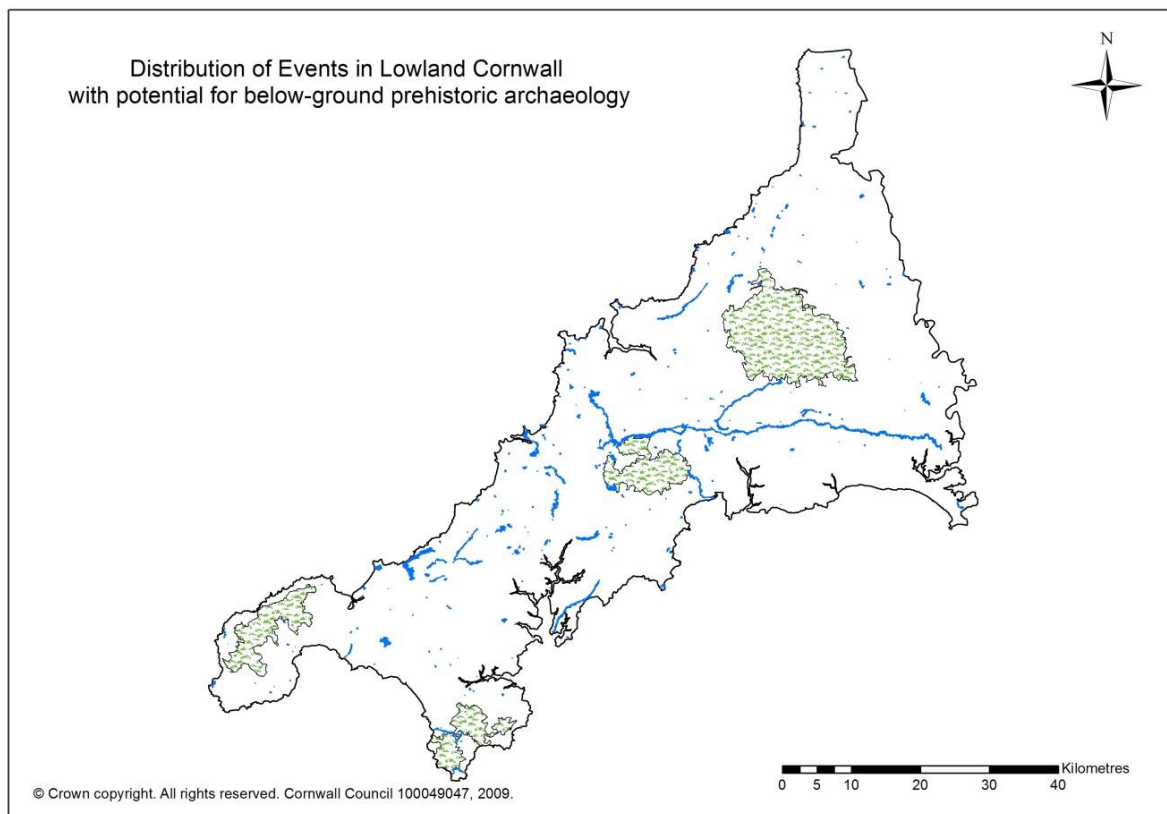 Distribution of Events in Lowland Cornwall
with potential for below-ground prehistoric archaeology
N
Kilometres
0 5 10 20 30 40
© Crown copyright. All rights reserved. Cornwall Council 100049047, 2009.